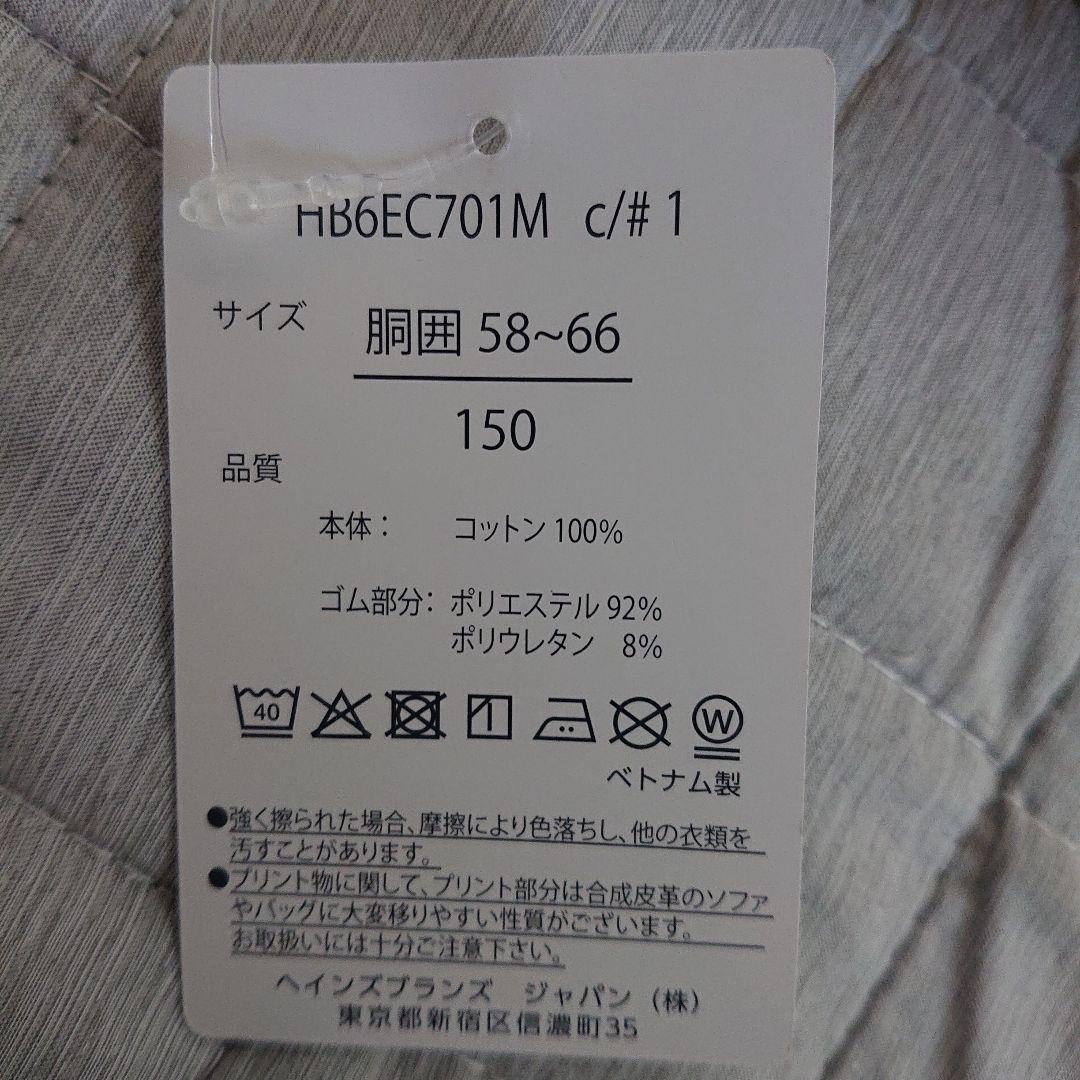 HB6EC701M c/# 1
サイズ
胴囲 58~66
150
品質
本体： コットン 100%
ゴム部分： ポリエステル 92%
ポリウレタン 8%
40
W
ベトナム製
●強く擦られた場合、摩擦により色落ちし、他の衣類を
汚すことがあります。
●プリント物に関して、プリント部分は合成皮革のソファ
やバッグに大変移りやすい性質がございます。
お取扱いには十分ご注意下さい。
ヘインズブランズ ジャパン（株）
東京都新宿区信濃町35